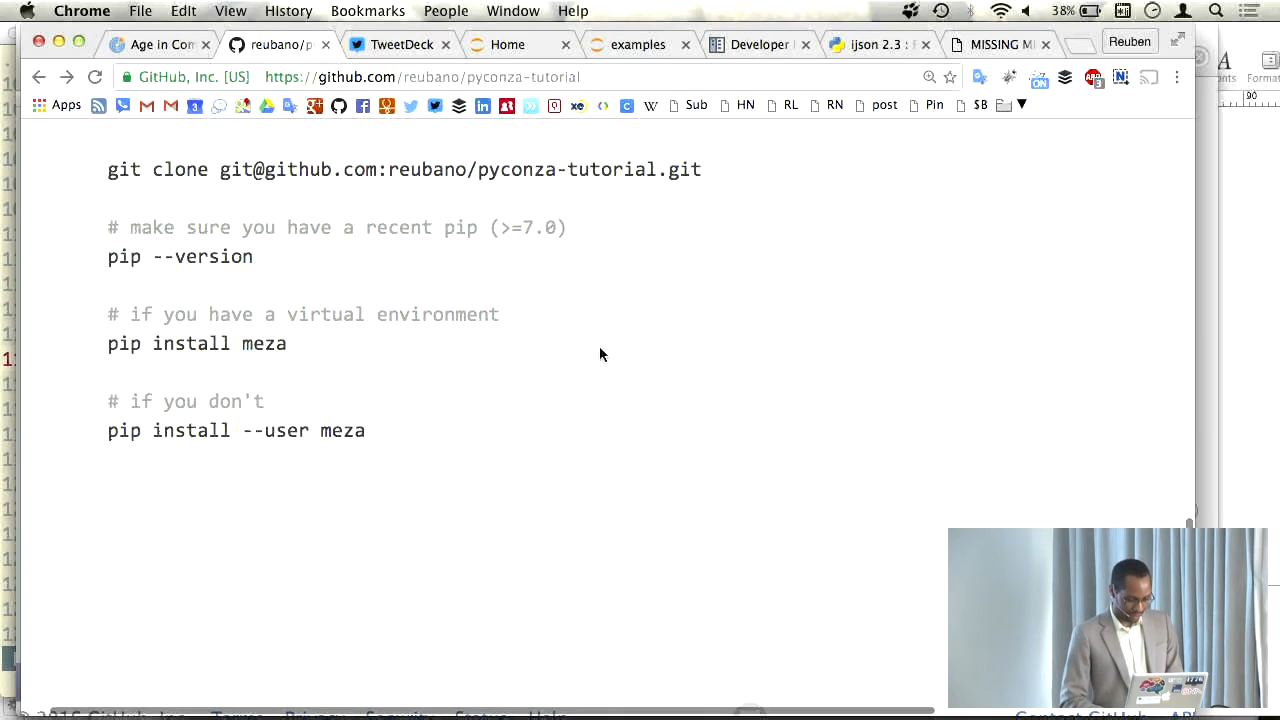 Chrome File Edit View History Bookmarks People Window Help 38%
Age in Com reubano/p TweetDeck Home examples Developer ijson 2.3 : MISSING M Reuben
GitHub, Inc. [US] https://github.com/reubano/pyconza-tutorial
Apps Sub HN RL RN post Pin $B
90
git clone git@github.com:reubano/pyconza-tutorial.git
# make sure you have a recent pip (>=7.0)
pip --version
# if you have a virtual environment
pip install meza
# if you don't
pip install --user meza